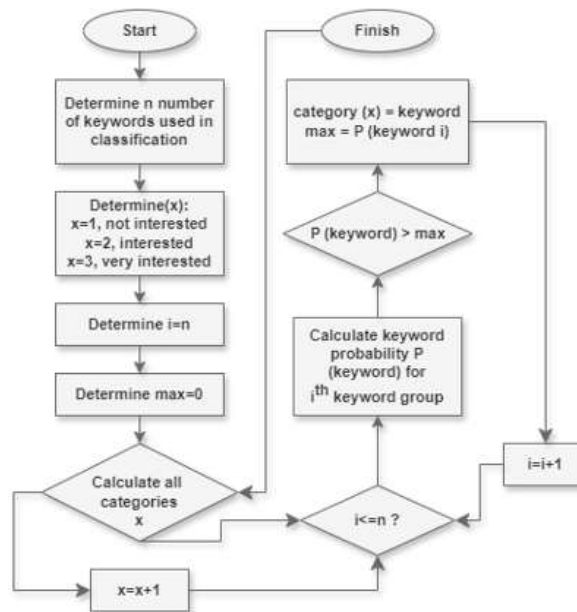 Start
Finish
Determine n number
of keywords used in
classification
category (x) = keyword
max = P (keyword i)
Determine(x):
x=1, not interested
x=2, interested
x=3, very interested
P (keyword) > max
Determine i=n
Calculate keyword
probability P
(keyword) for
i^th keyword group
Determine max=0
Calculate all
categories
x
i<=n ?
i=i+1
x=x+1